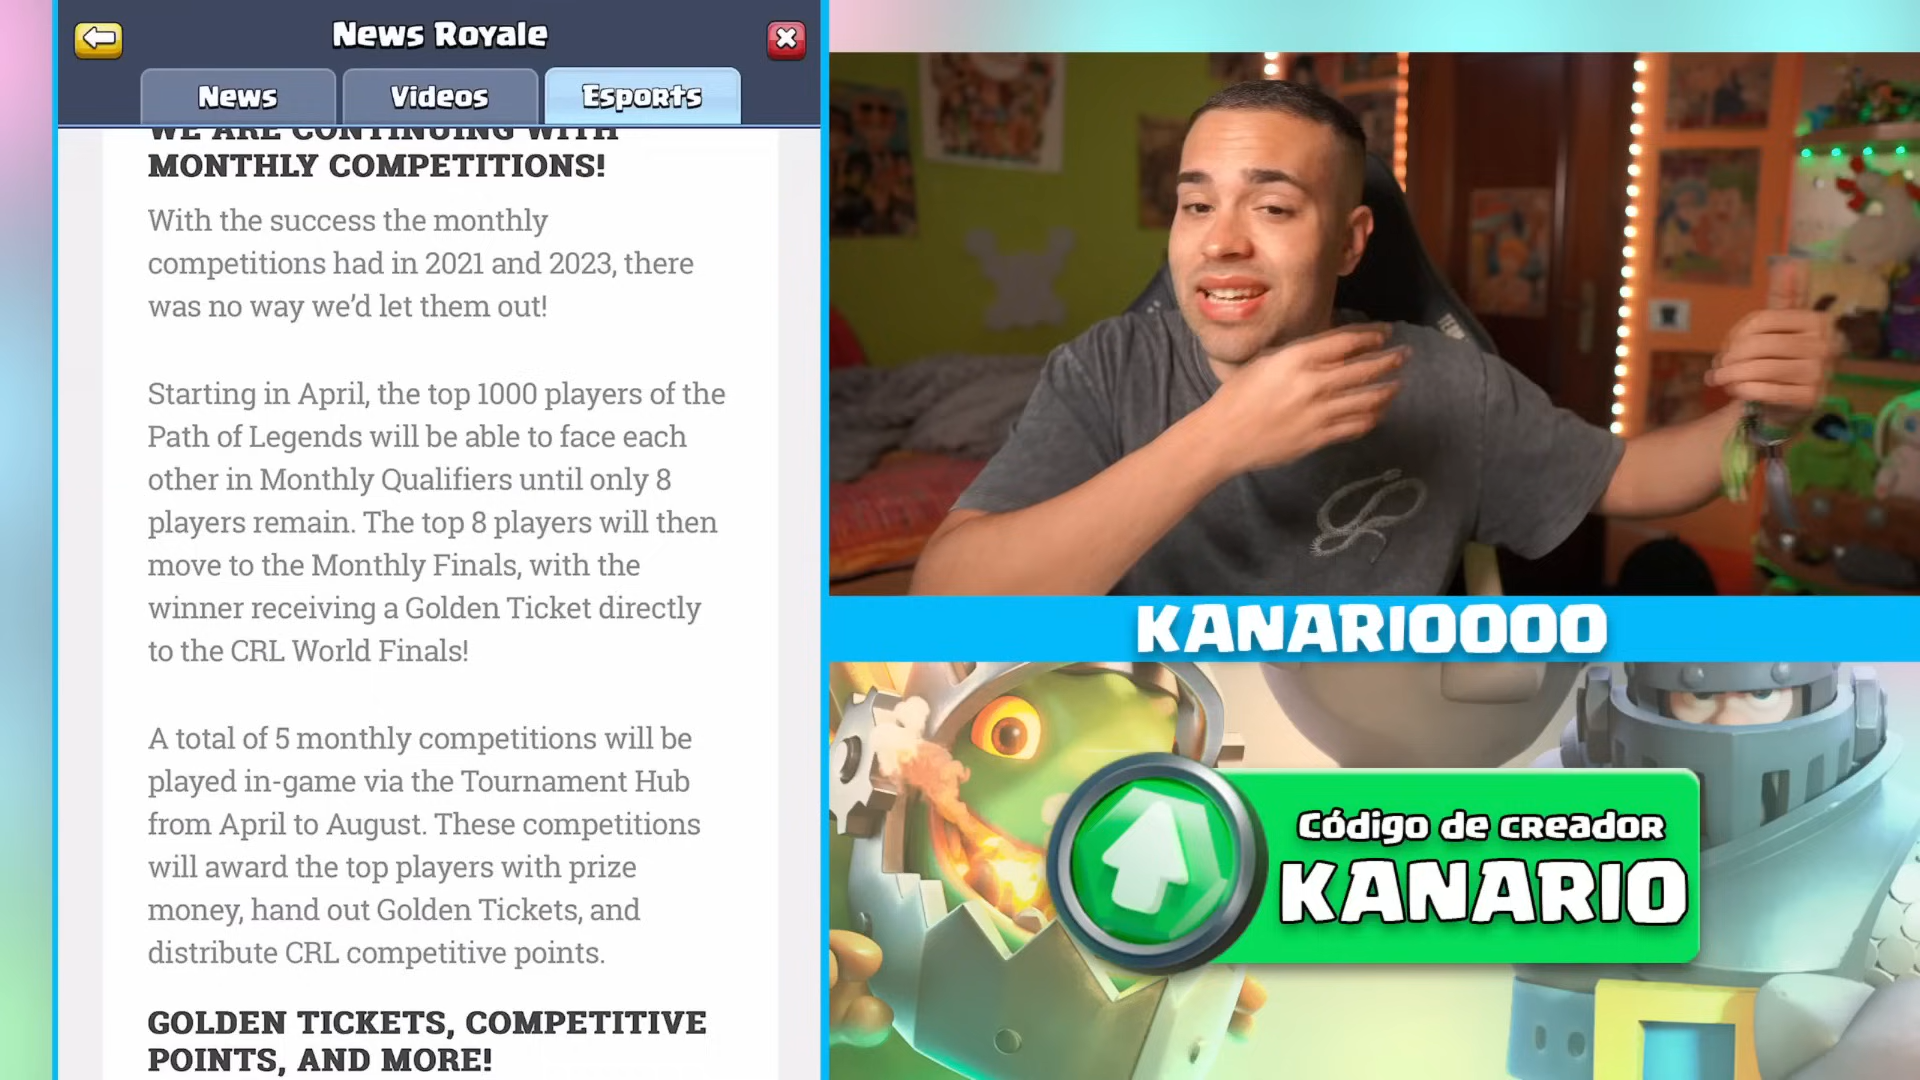 News Royale
News
Videos
Esports
WE ARE CONTINUING WITH
MONTHLY COMPETITIONS!
With the success the monthly
competitions had in 2021 and 2023, there
was no way we’d let them out!
Starting in April, the top 1000 players of the
Path of Legends will be able to face each
other in Monthly Qualifiers until only 8
players remain. The top 8 players will then
move to the Monthly Finals, with the
winner receiving a Golden Ticket directly
to the CRL World Finals!
A total of 5 monthly competitions will be
played in-game via the Tournament Hub
from April to August. These competitions
will award the top players with prize
money, hand out Golden Tickets, and
distribute CRL competitive points.
GOLDEN TICKETS, COMPETITIVE
POINTS, AND MORE!
KANARIOOOO
Código de creador
KANARIO